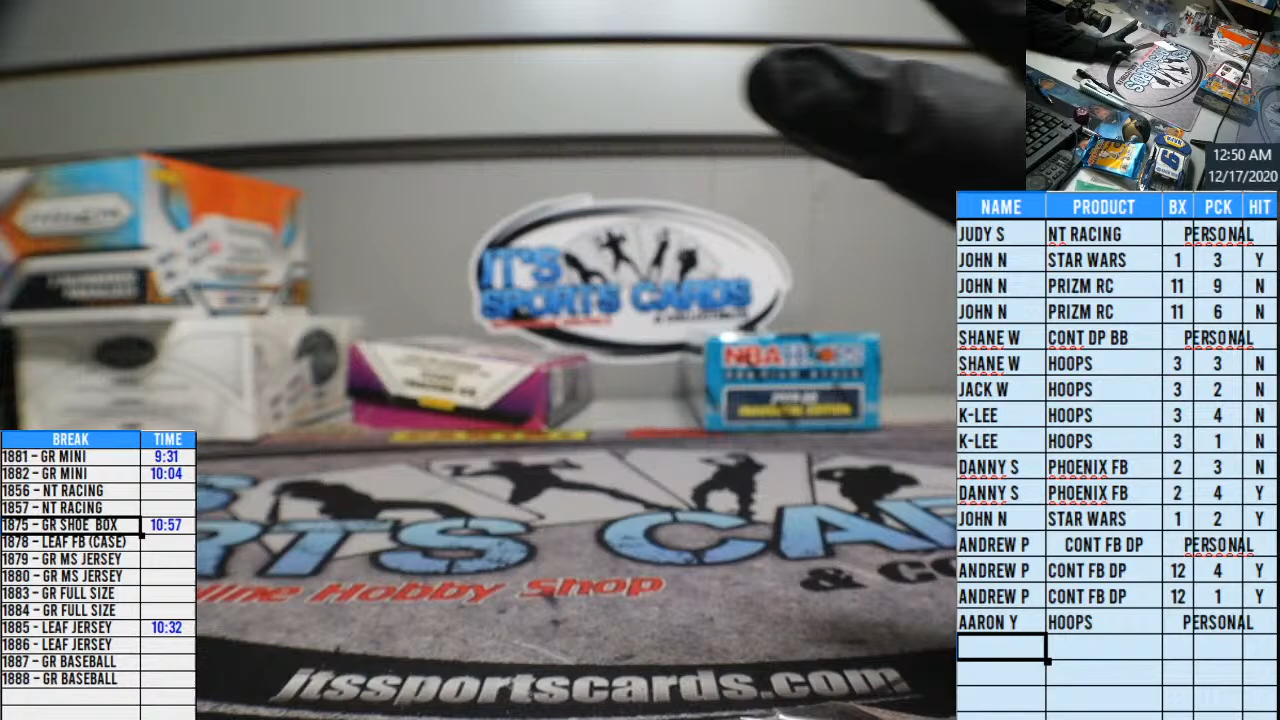 12:50 AM
12/17/2020
NAME PRODUCT BX PCK HIT
JUDY S NT RACING PERSONAL
JOHN N STAR WARS 1 3 Y
JOHN N PRIZM RC 11 9 N
JOHN N PRIZM RC 11 6 N
SHANE W CONT DP BB PERSONAL
SHANE W HOOPS 3 3 N
JACK W HOOPS 3 2 N
K-LEE HOOPS 3 4 N
K-LEE HOOPS 3 1 N
DANNY S PHOENIX FB 2 3 N
DANNY S PHOENIX FB 2 4 Y
JOHN N STAR WARS 1 2 Y
ANDREW P CONT FB DP PERSONAL
ANDREW P CONT FB DP 12 4 Y
ANDREW P CONT FB DP 12 1 Y
AARON Y HOOPS PERSONAL
BREAK TIME
1881 - GR MINI 9:31
1882 - GR MINI 10:04
1856 - NT RACING
1857 - NT RACING
1875 - GR SHOE BOX 10:57
1878 - LEAF FB (CASE)
1879 - GR MS JERSEY
1880 - GR MS JERSEY
1883 - GR FULL SIZE
1884 - GR FULL SIZE
1885 - LEAF JERSEY 10:32
1886 - LEAF JERSEY
1887 - GR BASEBALL
1888 - GR BASEBALL
PRIZM
JT'S
SPORTS CARDS
NBA HOOPS
RTS CAR
line Hobby Shop
& CO
jtssportscards.com